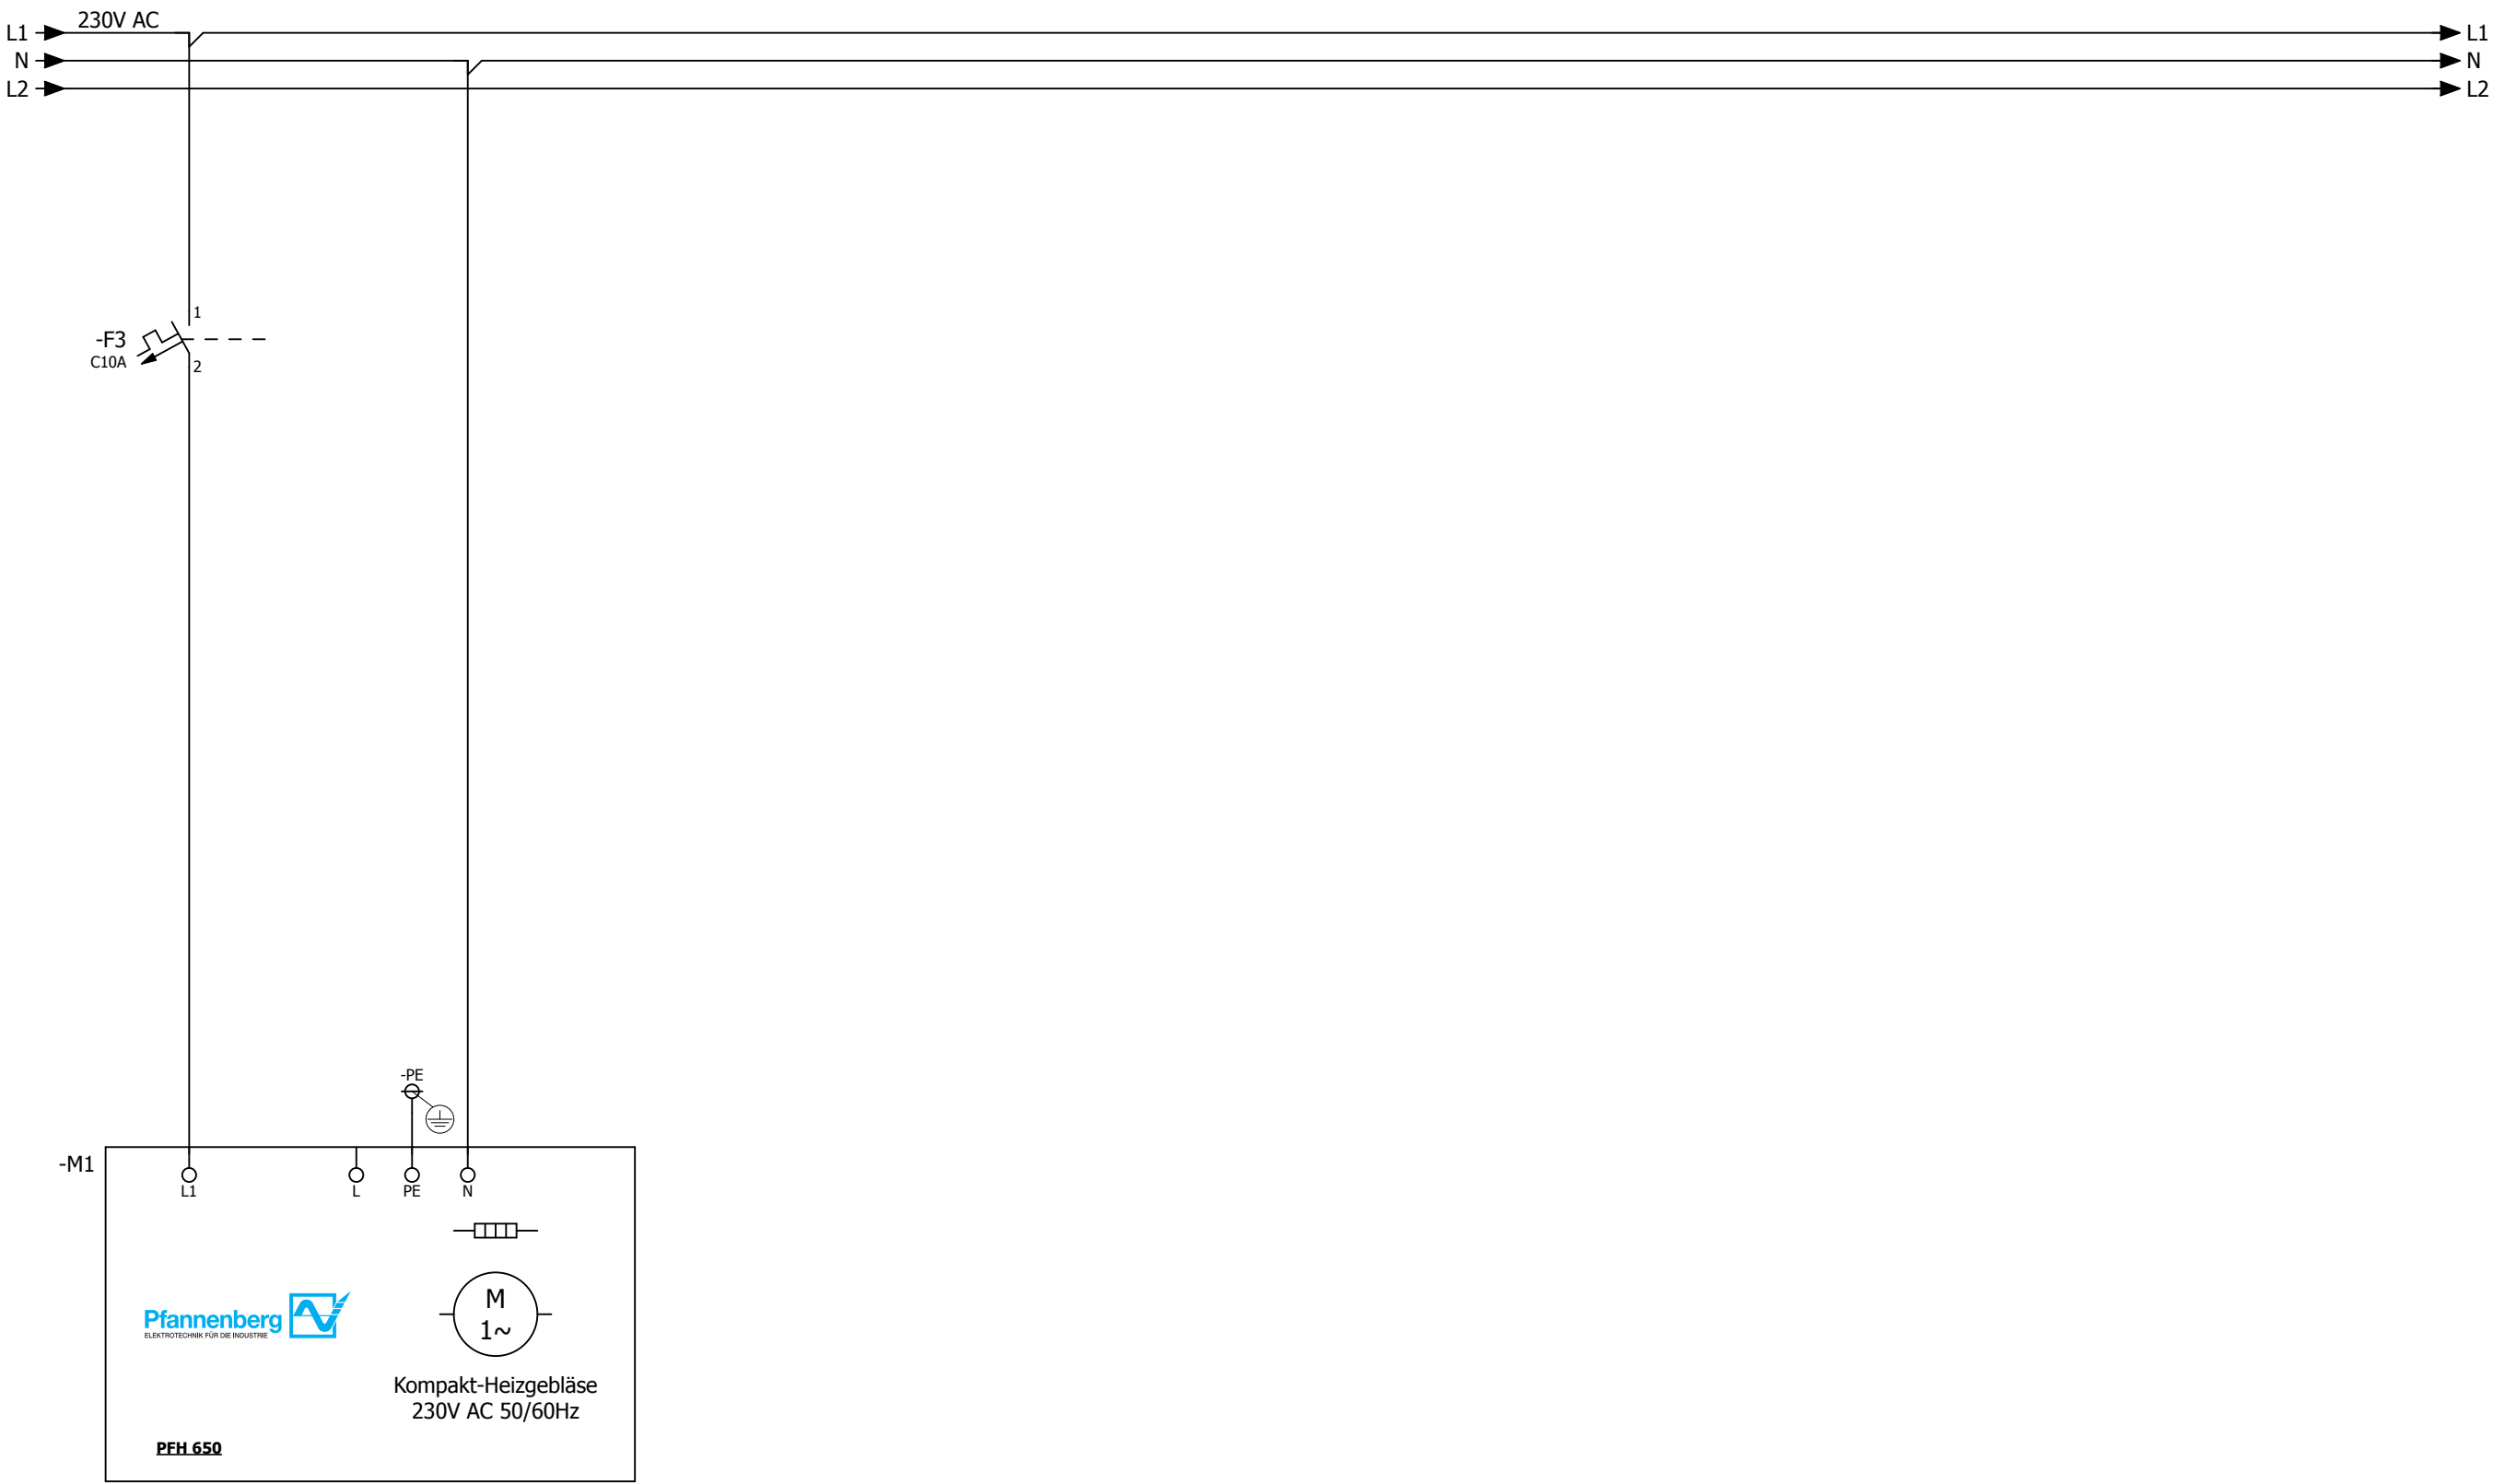 230V AC
L1
L1
N
N
L2
L2
1
-F3
C10A
2
-PE
-M1
L1
L
PE
N
M
1~
Pfannenberg
ELEKTROTECHNIK FÜR DIE INDUSTRIE
Kompakt-Heizgebläse
230V AC 50/60Hz
PFH 650